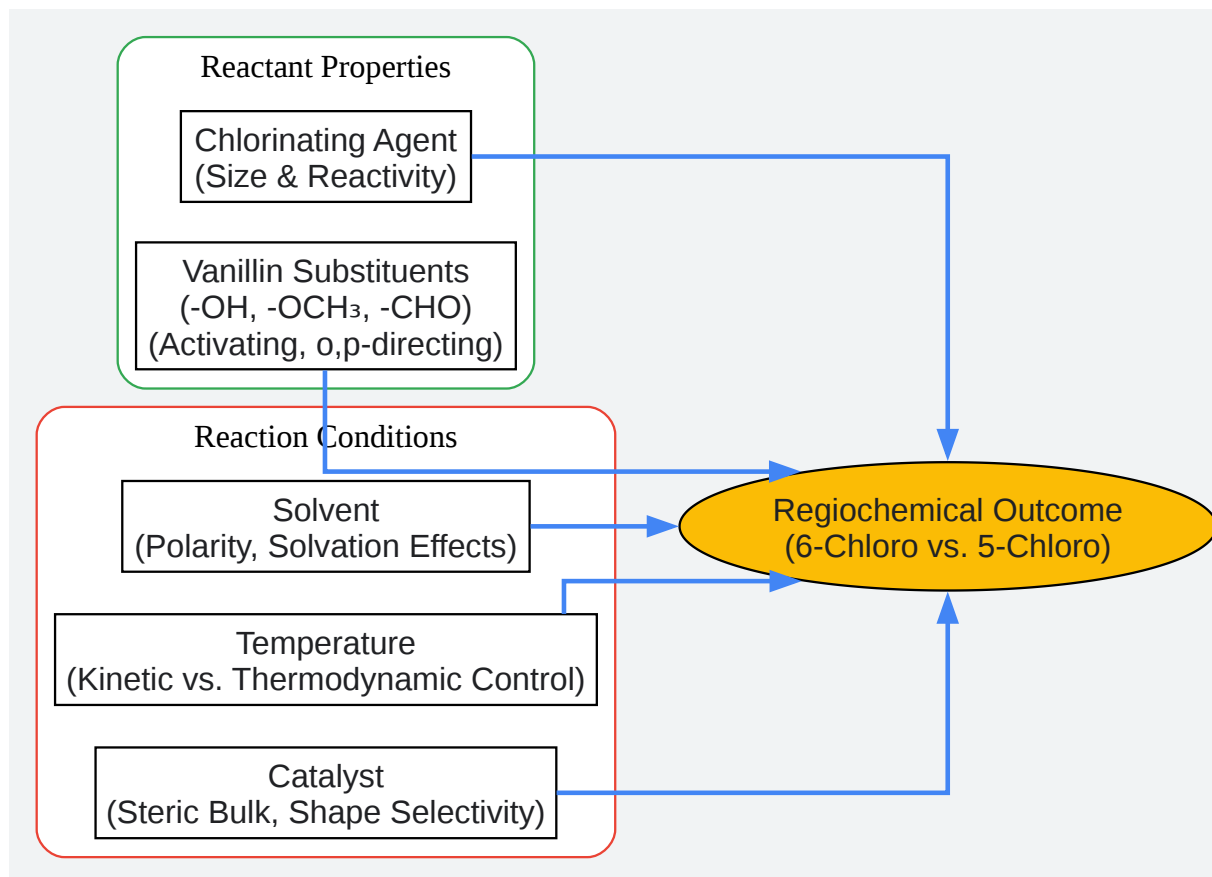 Reactant Properties
Chlorinating Agent
(Size & Reactivity)
Vanillin Substituents
(-OH, -OCH₃, -CHO)
(Activating, o,p-directing)
Reaction Conditions
Solvent
(Polarity, Solvation Effects)
Temperature
(Kinetic vs. Thermodynamic Control)
Catalyst
(Steric Bulk, Shape Selectivity)
Regiochemical Outcome
(6-Chloro vs. 5-Chloro)